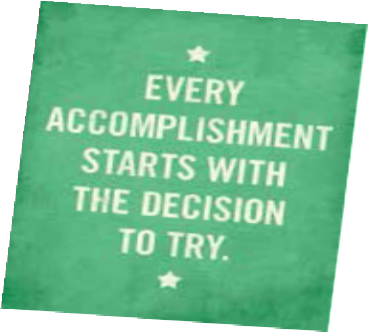 EVERY
ACCOMPLISHMENT
STARTS WITH
THE DECISION
TO TRY.